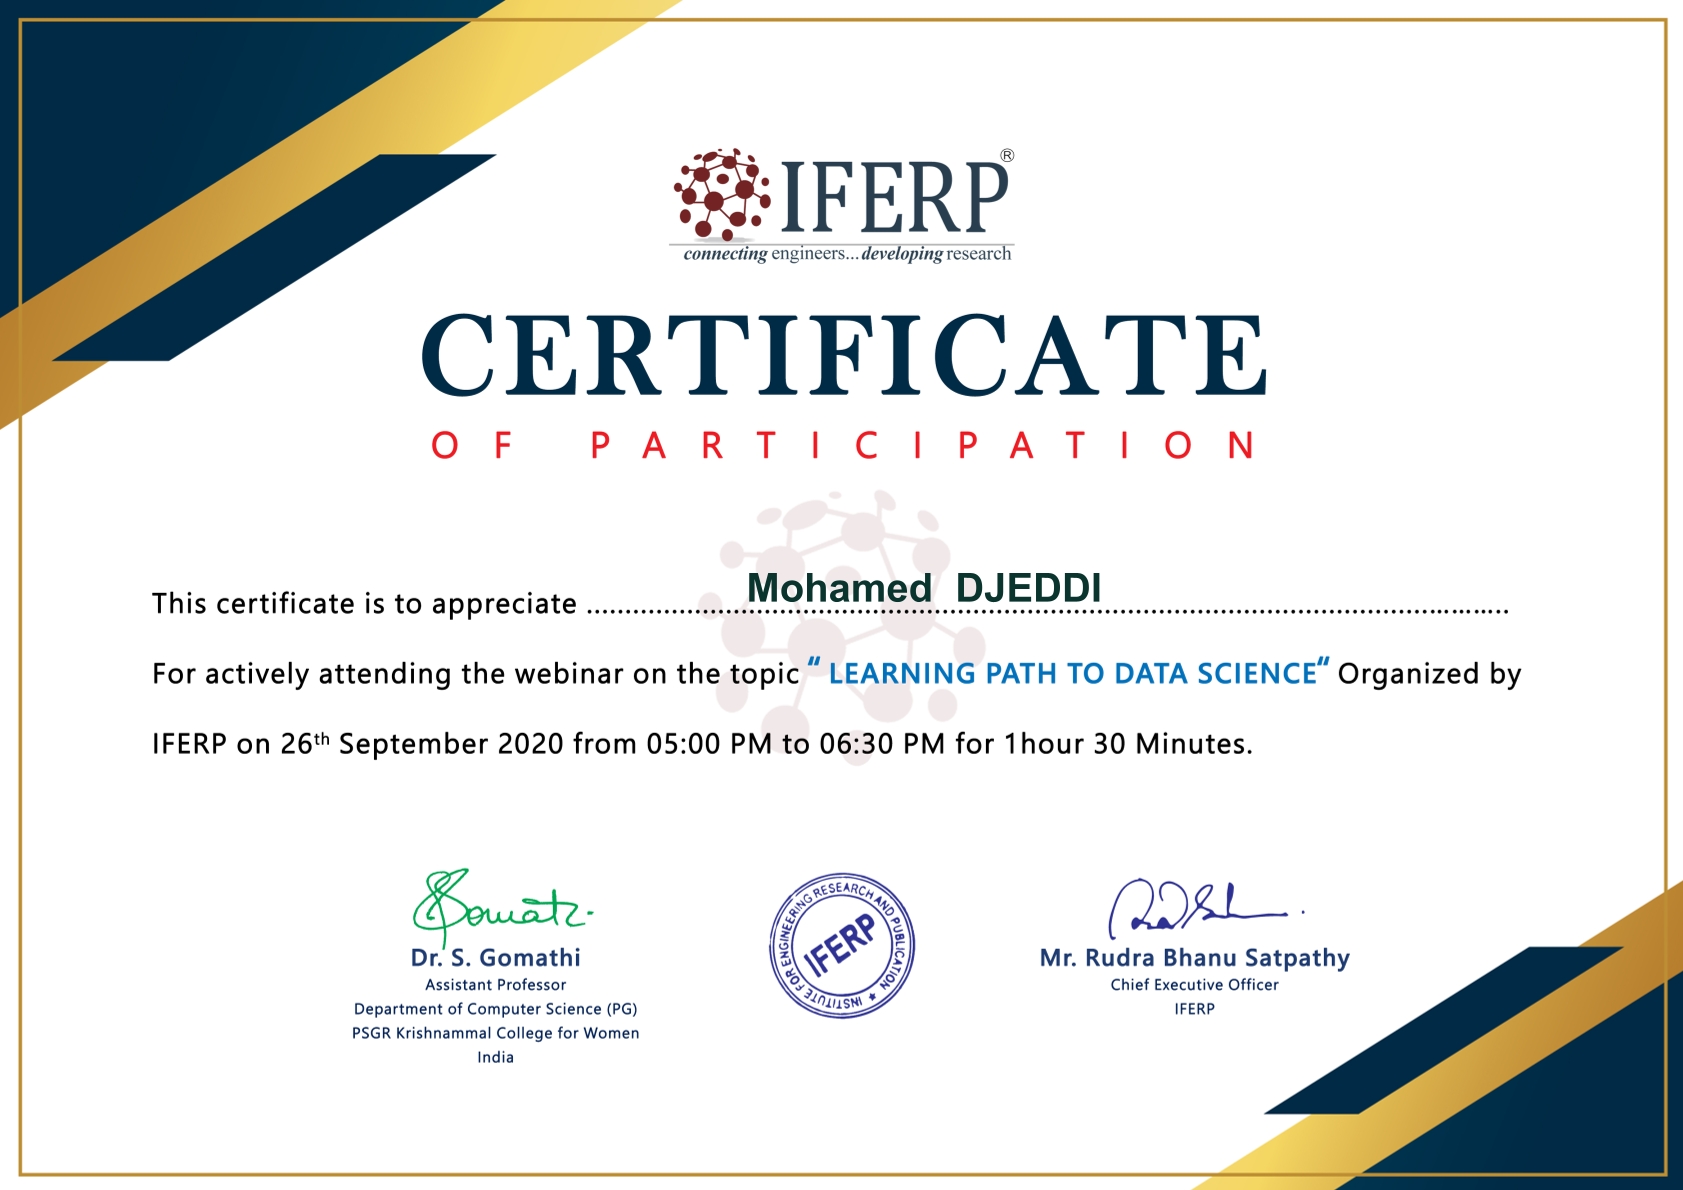 IFERP®
connecting engineers... developing research
CERTIFICATE
OF PARTICIPATION
This certificate is to appreciate ........................................................................................................................ Mohamed DJEDDI
For actively attending the webinar on the topic “ LEARNING PATH TO DATA SCIENCE“ Organized by
IFERP on 26th September 2020 from 05:00 PM to 06:30 PM for 1hour 30 Minutes.
Dr. S. Gomathi
Assistant Professor
Department of Computer Science (PG)
PSGR Krishnammal College for Women
India
INSTITUTE FOR ENGINEERING RESEARCH AND PUBLICATION ★
IFERP
Mr. Rudra Bhanu Satpathy
Chief Executive Officer
IFERP